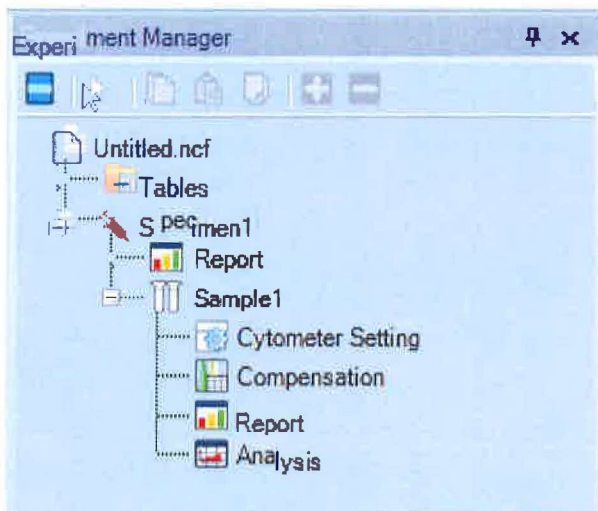 Experiment Manager
Untitled.ncf
Tables
Specimen1
Report
Sample1
Cytometer Setting
Compensation
Report
Analysis